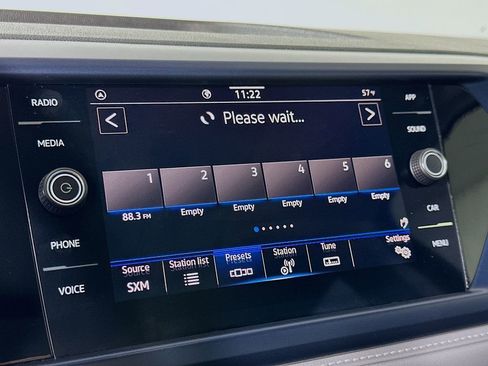 RADIO
MEDIA
PHONE
VOICE
11:22
57°F
Please wait...
1 2 3 4 5 6
88.3 FM Empty Empty Empty Empty Empty
Source Station list Presets Station Tune Settings
SXM
APP
SOUND
CAR
MENU